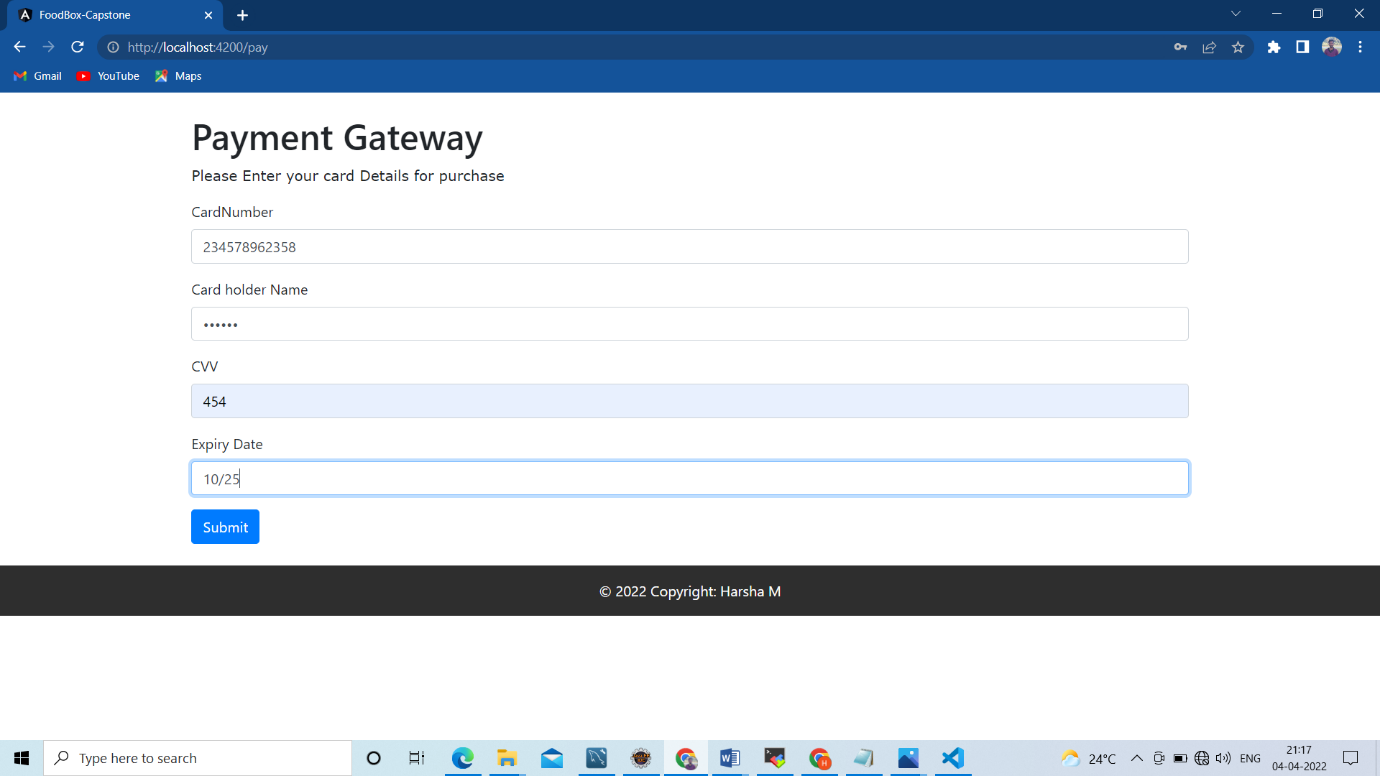 FoodBox-Capstone
http://localhost:4200/pay
Gmail YouTube Maps
Payment Gateway
Please Enter your card Details for purchase
CardNumber
234578962358
Card holder Name
••••••
CVV
454
Expiry Date
10/25
Submit
© 2022 Copyright: Harsha M
Type here to search
24°C
ENG
21:17
04-04-2022